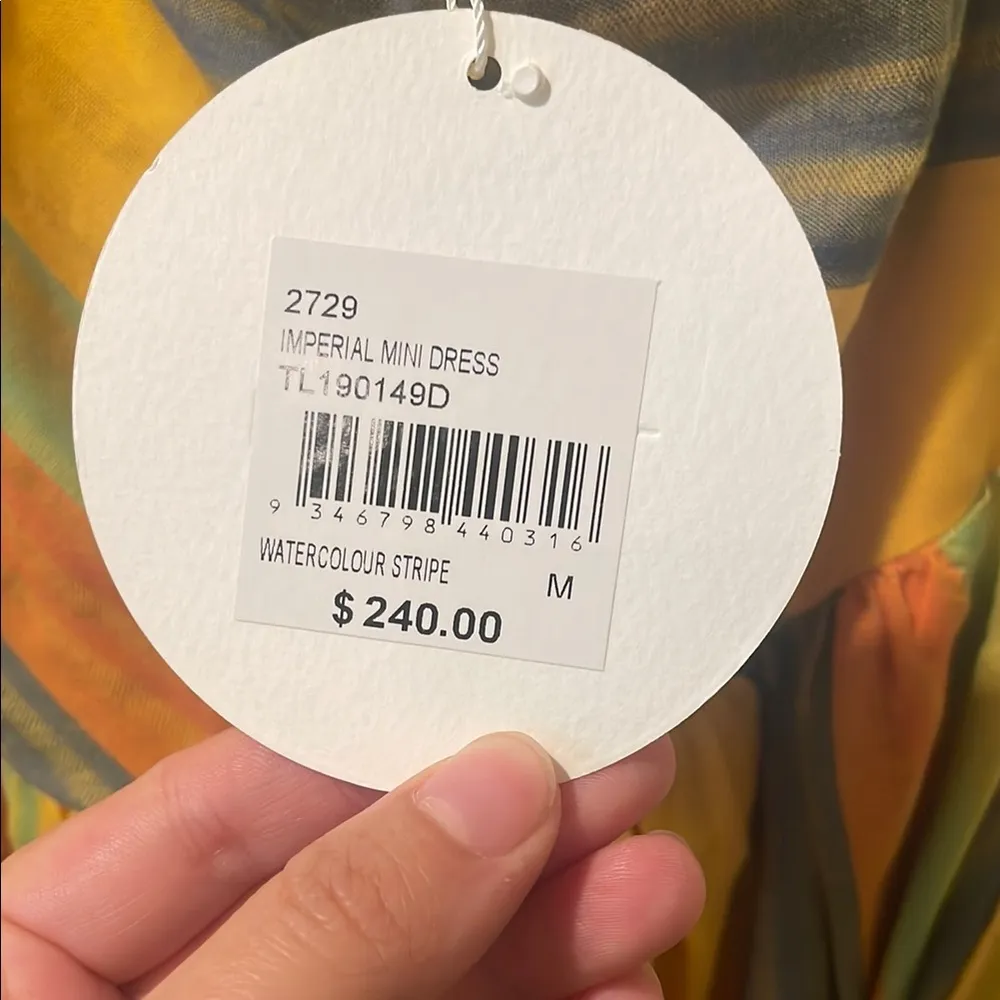 2729
IMPERIAL MINI DRESS
TL190149D
9 346798 440316
WATERCOLOUR STRIPE M
$240.00